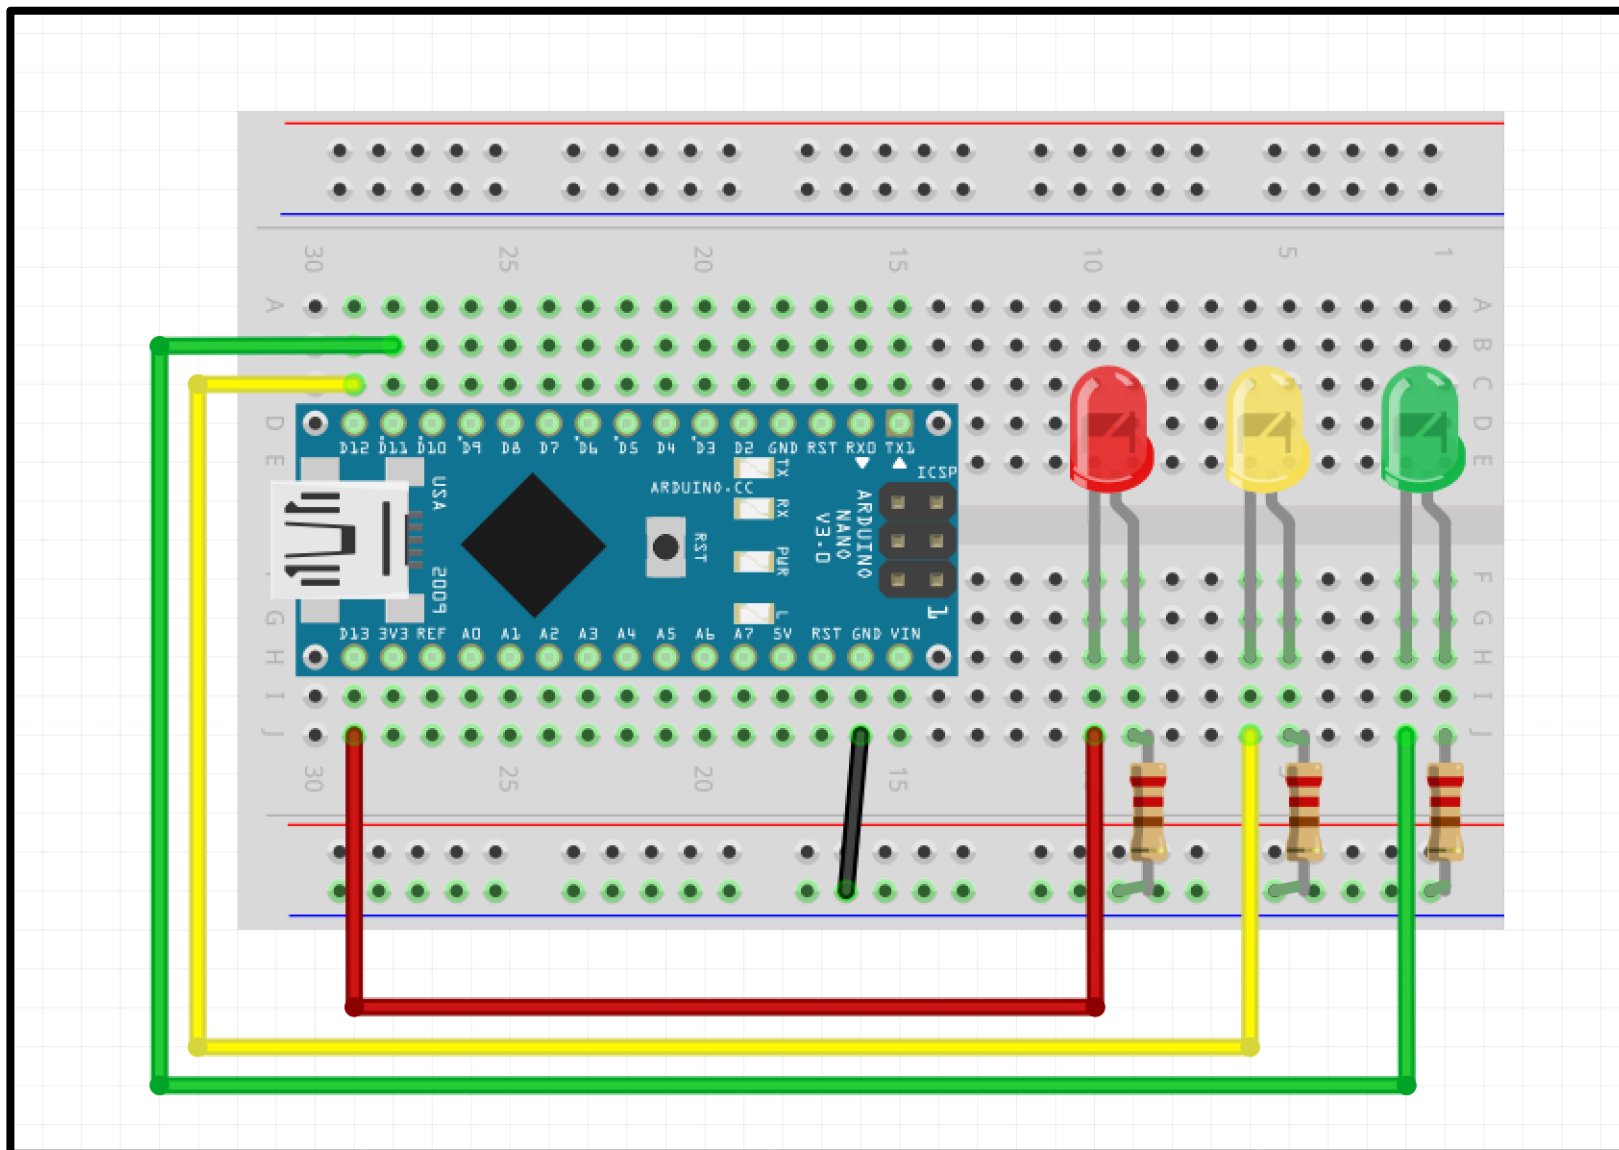 30 25 20 15 10 5 1
A A
B B
C C
D D
E E
D12 D11 D10 D9 D8 D7 D6 D5 D4 D3 D2 GND RST RX0 TX1
ICSP
ARDUINO.CC
TX
RX
PWR
L
RST
ARDUINO
NANO
V3.0
USA
2009
1
F
G G
H H
D13 3V3 REF A0 A1 A2 A3 A4 A5 A6 A7 5V RST GND VIN
I I
J J
30 25 20 15